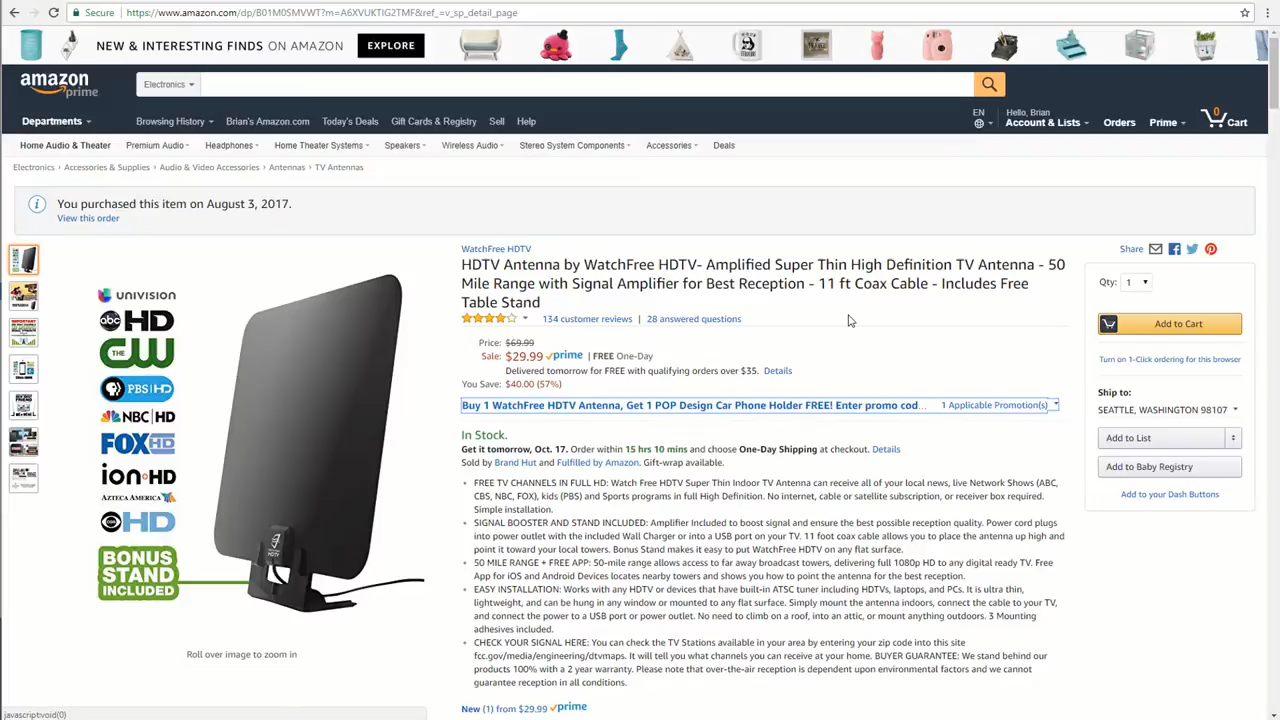 Secure https://www.amazon.com/dp/B01M0SMVWT?m=A6XVUKTIG2TMF&ref_=v_sp_detail_page
NEW & INTERESTING FINDS ON AMAZON EXPLORE
amazon prime
Electronics
Departments Browsing History Brian's Amazon.com Today's Deals Gift Cards & Registry Sell Help
EN Hello, Brian Account & Lists Orders Prime 0 Cart
Home Audio & Theater Premium Audio Headphones Home Theater Systems Speakers Wireless Audio Stereo System Components Accessories Deals
Electronics › Accessories & Supplies › Audio & Video Accessories › Antennas › TV Antennas
You purchased this item on August 3, 2017.
View this order
UNIVISION
abc HD
THE CW
PBS HD
NBC HD
FOX HD
ion HD
AZTECA AMERICA
HD
BONUS
STAND
INCLUDED
Roll over image to zoom in
WatchFree HDTV
HDTV Antenna by WatchFree HDTV- Amplified Super Thin High Definition TV Antenna - 50
Mile Range with Signal Amplifier for Best Reception - 11 ft Coax Cable - Includes Free
Table Stand
134 customer reviews | 28 answered questions
Price: $69.99
Sale: $29.99 prime | FREE One-Day
Delivered tomorrow for FREE with qualifying orders over $35. Details
You Save: $40.00 (57%)
Buy 1 WatchFree HDTV Antenna, Get 1 POP Design Car Phone Holder FREE! Enter promo cod... 1 Applicable Promotion(s)
In Stock.
Get it tomorrow, Oct. 17. Order within 15 hrs 10 mins and choose One-Day Shipping at checkout. Details
Sold by Brand Hut and Fulfilled by Amazon. Gift-wrap available.
• FREE TV CHANNELS IN FULL HD: Watch Free HDTV Super Thin Indoor TV Antenna can receive all of your local news, live Network Shows (ABC,
CBS, NBC, FOX), kids (PBS) and Sports programs in full High Definition. No internet, cable or satellite subscription, or receiver box required.
Simple installation.
• SIGNAL BOOSTER AND STAND INCLUDED: Amplifier Included to boost signal and ensure the best possible reception quality. Power cord plugs
into power outlet with the included Wall Charger or into a USB port on your TV. 11 foot coax cable allows you to place the antenna up high and
point it toward your local towers. Bonus Stand makes it easy to put WatchFree HDTV on any flat surface.
• 50 MILE RANGE + FREE APP: 50-mile range allows access to far away broadcast towers, delivering full 1080p HD to any digital ready TV. Free
App for iOS and Android Devices locates nearby towers and shows you how to point the antenna for the best reception.
• EASY INSTALLATION: Works with any HDTV or devices that have built-in ATSC tuner including HDTVs, laptops, and PCs. It is ultra thin,
lightweight, and can be hung in any window or mounted to any flat surface. Simply mount the antenna indoors, connect the cable to your TV,
and connect the power to a USB port or power outlet. No need to climb on a roof, into an attic, or mount anything outdoors. 3 Mounting
adhesives included.
• CHECK YOUR SIGNAL HERE: You can check the TV Stations available in your area by entering your zip code into this site
fcc.gov/media/engineering/dtvmaps. It will tell you what channels you can receive at your home. BUYER GUARANTEE: We stand behind our
products 100% with a 2 year warranty. Please note that over-the-air reception is dependent upon environmental factors and we cannot
guarantee reception in all conditions.
New (1) from $29.99 prime
Share
Qty: 1
Add to Cart
Turn on 1-Click ordering for this browser
Ship to:
SEATTLE, WASHINGTON 98107
Add to List
Add to Baby Registry
Add to your Dash Buttons
javascript:void(0)